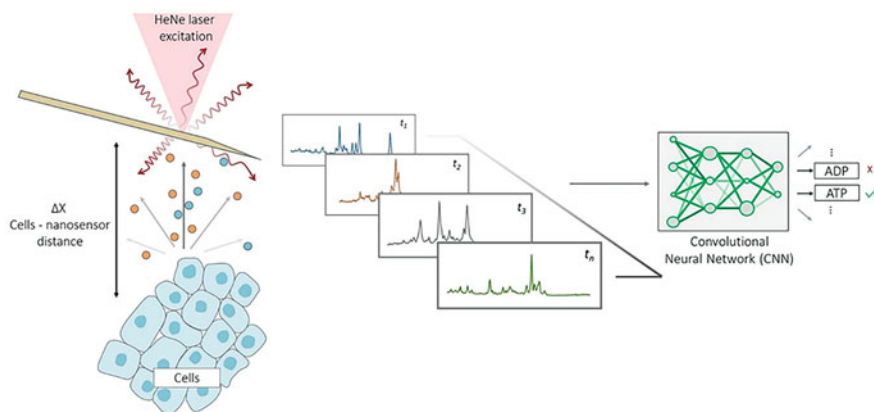 HeNe laser
excitation
ΔX
Cells - nanosensor
distance
Cells
t1
t2
t3
tn
Convolutional
Neural Network (CNN)
⋮
ADP x
ATP ✓
⋮